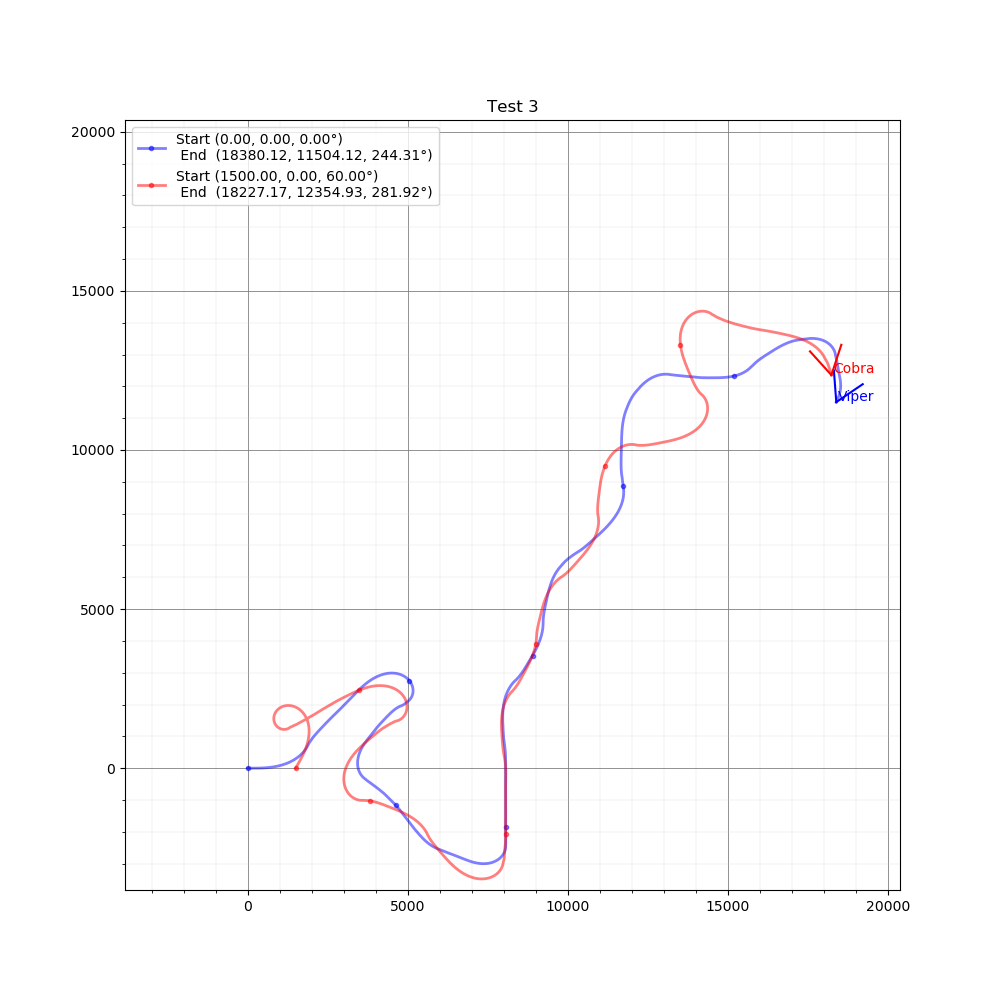 Test 3
Start (0.00, 0.00, 0.00°)
End (18380.12, 11504.12, 244.31°)
Start (1500.00, 0.00, 60.00°)
End (18227.17, 12354.93, 281.92°)
20000
15000
10000
5000
0
Cobra
Viper
0
5000
10000
15000
20000